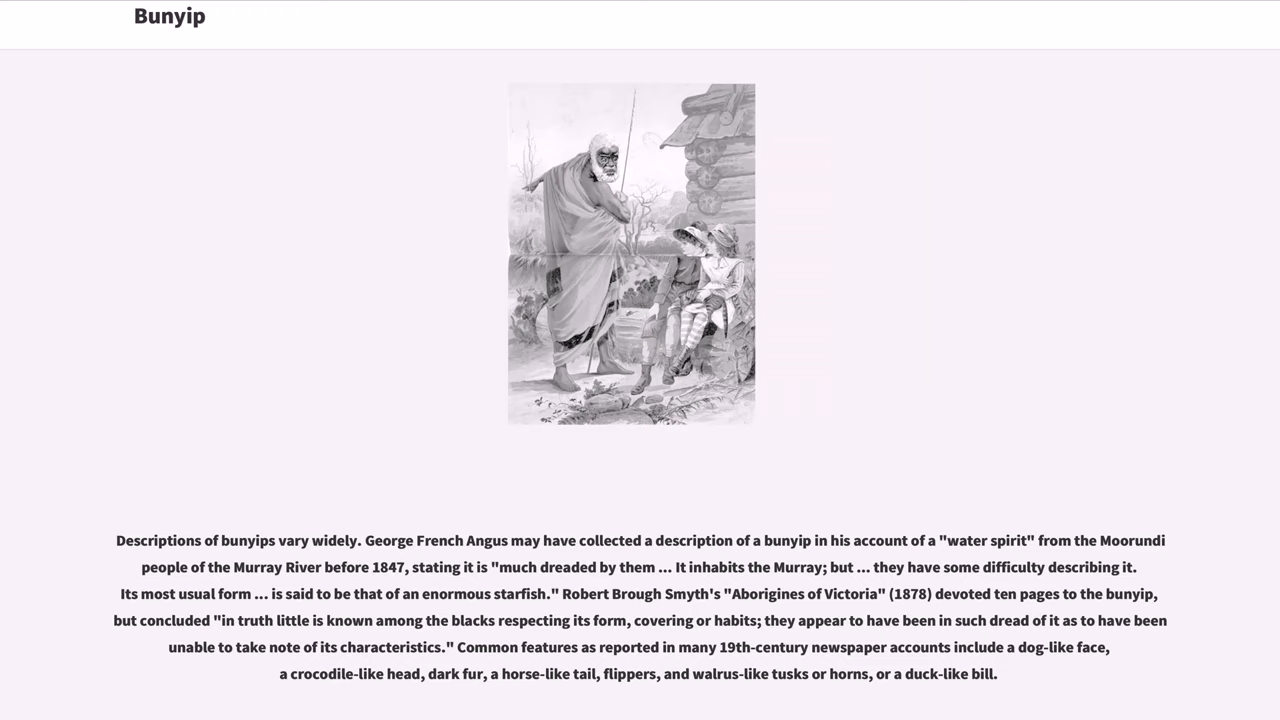 Bunyip
Descriptions of bunyips vary widely. George French Angus may have collected a description of a bunyip in his account of a "water spirit" from the Moorundi
people of the Murray River before 1847, stating it is "much dreaded by them ... It inhabits the Murray; but ... they have some difficulty describing it.
Its most usual form ... is said to be that of an enormous starfish." Robert Brough Smyth's "Aborigines of Victoria" (1878) devoted ten pages to the bunyip,
but concluded "in truth little is known among the blacks respecting its form, covering or habits; they appear to have been in such dread of it as to have been
unable to take note of its characteristics." Common features as reported in many 19th-century newspaper accounts include a dog-like face,
a crocodile-like head, dark fur, a horse-like tail, flippers, and walrus-like tusks or horns, or a duck-like bill.